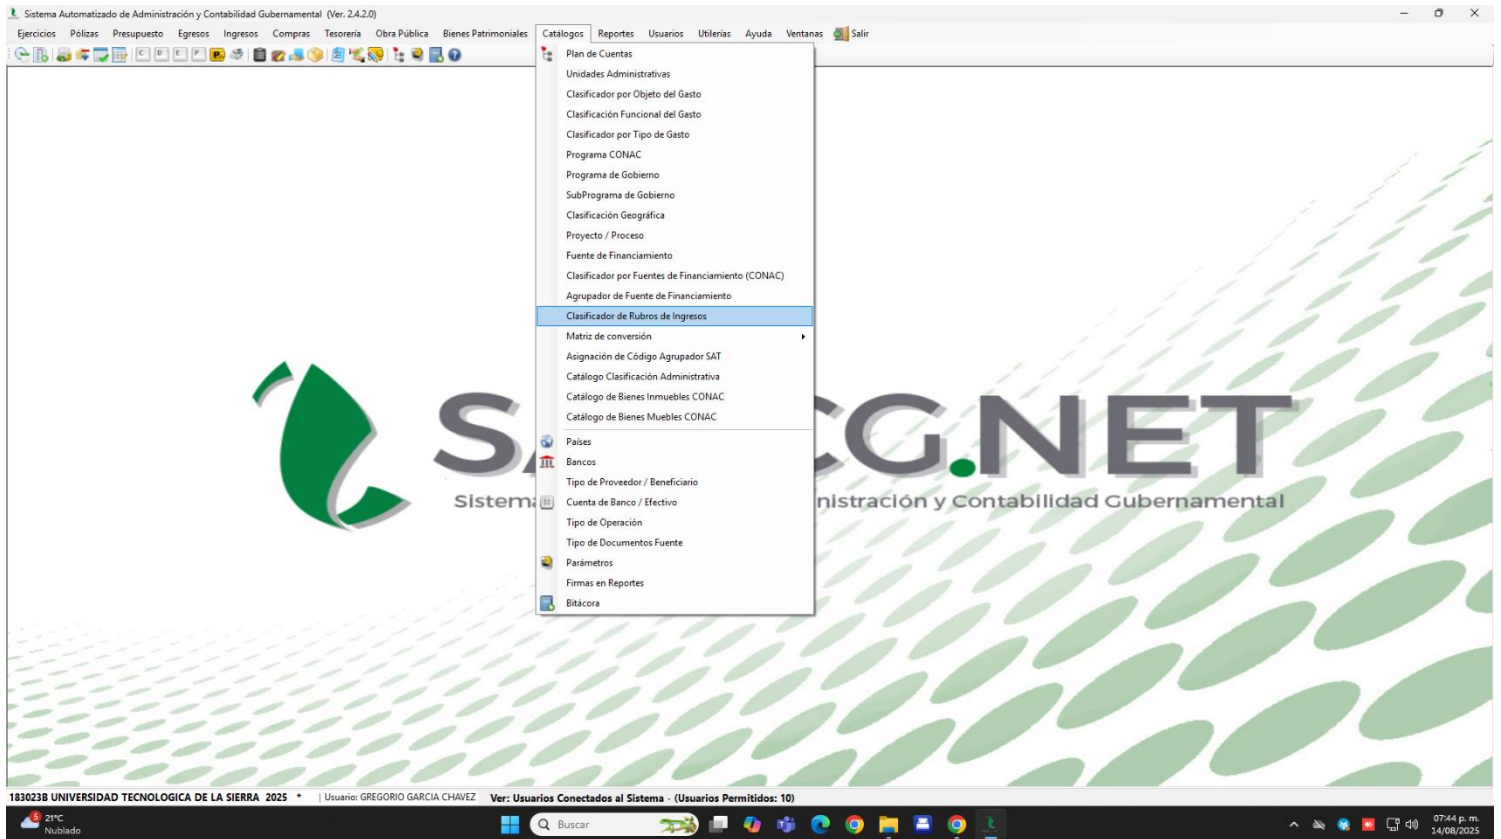 Sistema Automatizado de Administración y Contabilidad Gubernamental (Ver. 2.4.2.0)
Ejercicios Pólizas Presupuesto Egresos Ingresos Compras Tesorería Obra Pública Bienes Patrimoniales Catálogos Reportes Usuarios Utilerías Ayuda Ventanas Salir
Plan de Cuentas
Unidades Administrativas
Clasificador por Objeto del Gasto
Clasificación Funcional del Gasto
Clasificador por Tipo de Gasto
Programa CONAC
Programa de Gobierno
SubPrograma de Gobierno
Clasificación Geográfica
Proyecto / Proceso
Fuente de Financiamiento
Clasificador por Fuentes de Financiamiento (CONAC)
Agrupador de Fuente de Financiamiento
Clasificador de Rubros de Ingresos
Matriz de conversión
Asignación de Código Agrupador SAT
Catálogo Clasificación Administrativa
Catálogo de Bienes Inmuebles CONAC
Catálogo de Bienes Muebles CONAC
Países
Bancos
Tipo de Proveedor / Beneficiario
Cuenta de Banco / Efectivo
Tipo de Operación
Tipo de Documentos Fuente
Parámetros
Firmas en Reportes
Bitácora
S CG.NET
Sistema nistración y Contabilidad Gubernamental
183023B UNIVERSIDAD TECNOLOGICA DE LA SIERRA 2025 * | Usuario: GREGORIO GARCIA CHAVEZ Ver: Usuarios Conectados al Sistema - (Usuarios Permitidos: 10)
5 21°C
Nublado
Buscar
07:44 p. m.
14/08/2025